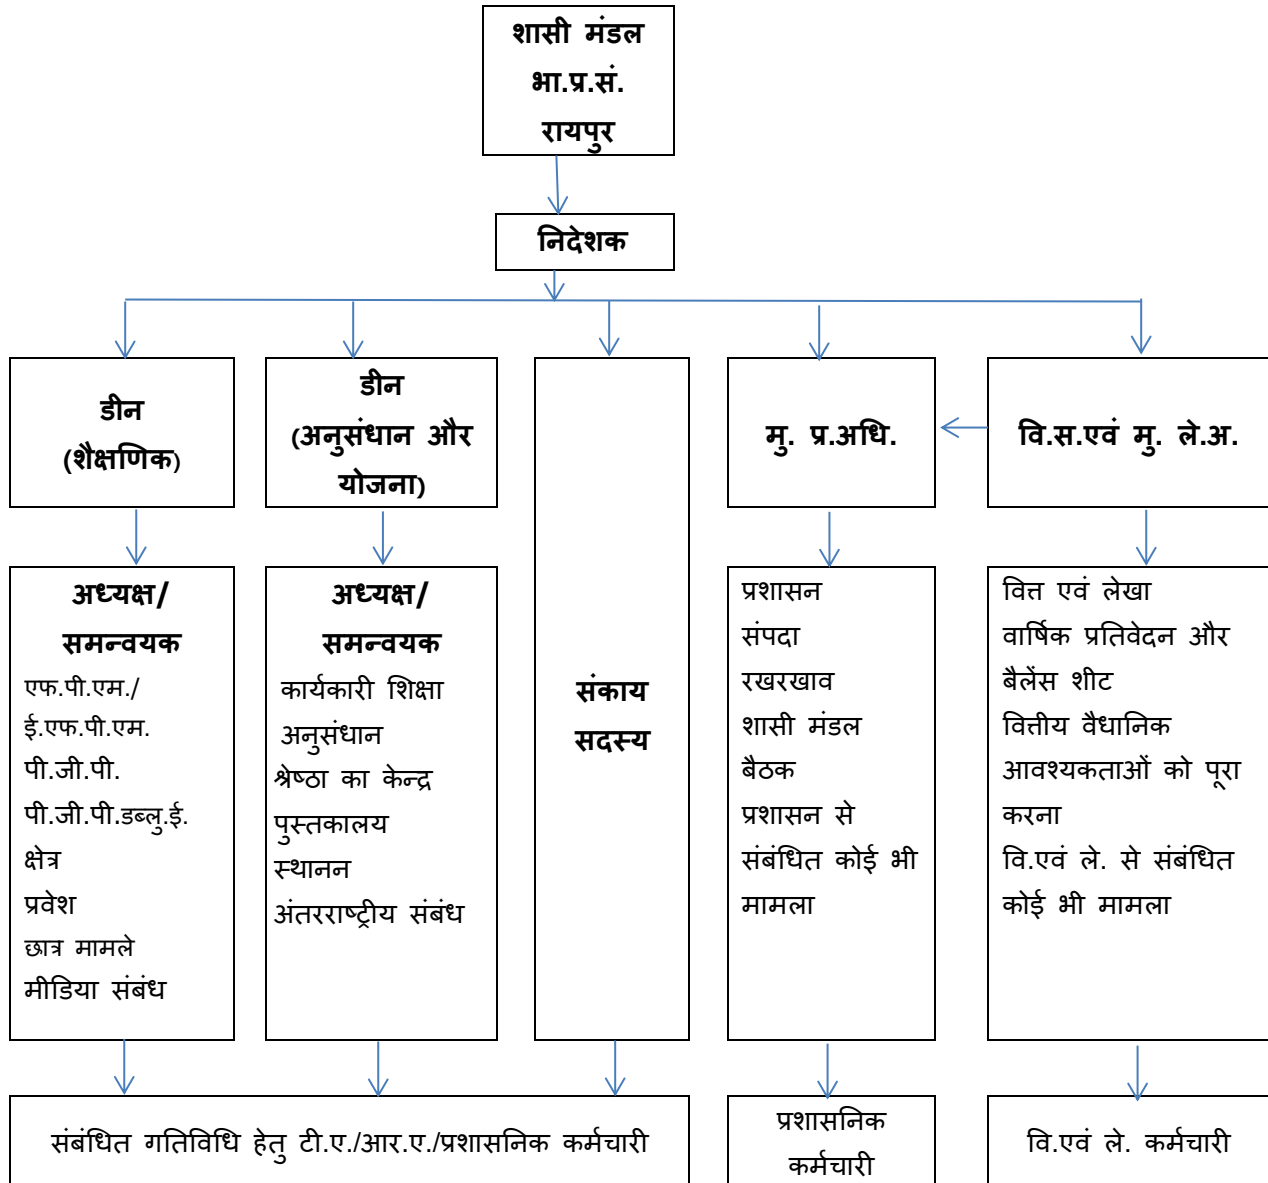 शासी मंडल
भा.प्र.सं.
रायपुर
निदेशक
डीन
(शैक्षणिक)
डीन
(अनुसंधान और
योजना)
संकाय
सदस्य
मु. प्र.अधि.
वि.स.एवं मु. ले.अ.
अध्यक्ष/
समन्वयक
एफ.पी.एम./
ई.एफ.पी.एम.
पी.जी.पी.
पी.जी.पी.डब्लु.ई.
क्षेत्र
प्रवेश
छात्र मामले
मीडिया संबंध
अध्यक्ष/
समन्वयक
कार्यकारी शिक्षा
अनुसंधान
श्रेष्ठा का केन्द्र
पुस्तकालय
स्थानन
अंतरराष्ट्रीय संबंध
प्रशासन
संपदा
रखरखाव
शासी मंडल
बैठक
प्रशासन से
संबंधित कोई भी
मामला
वित्त एवं लेखा
वार्षिक प्रतिवेदन और
बैलेंस शीट
वित्तीय वैधानिक
आवश्यकताओं को पूरा
करना
वि.एवं ले. से संबंधित
कोई भी मामला
संबंधित गतिविधि हेतु टी.ए./आर.ए./प्रशासनिक कर्मचारी
प्रशासनिक
कर्मचारी
वि.एवं ले. कर्मचारी